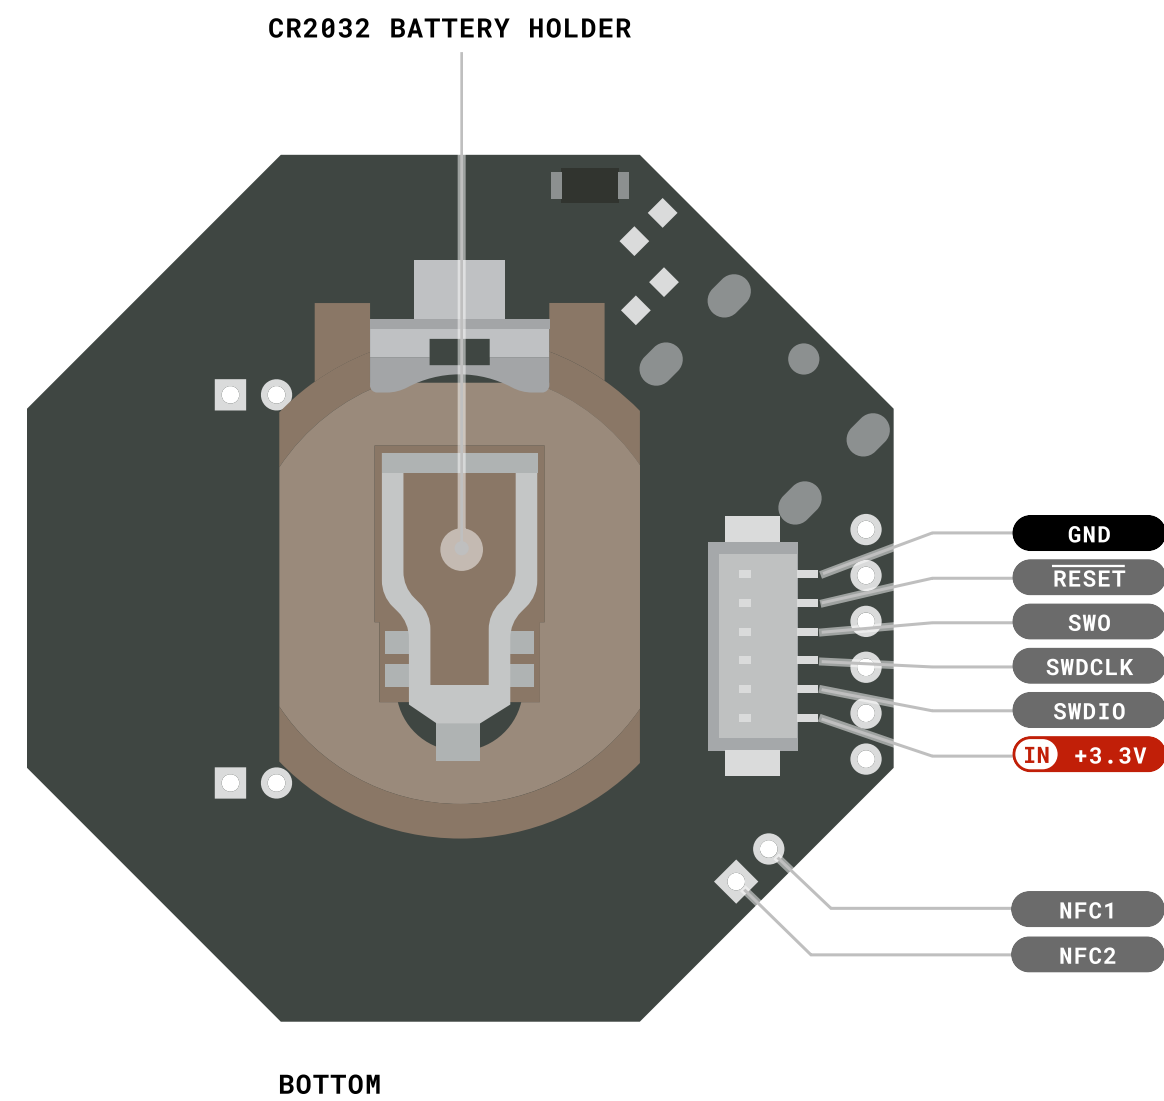 CR2032 BATTERY HOLDER
GND
RESET
SWO
SWDCLK
SWDIO
IN +3.3V
NFC1
NFC2
BOTTOM